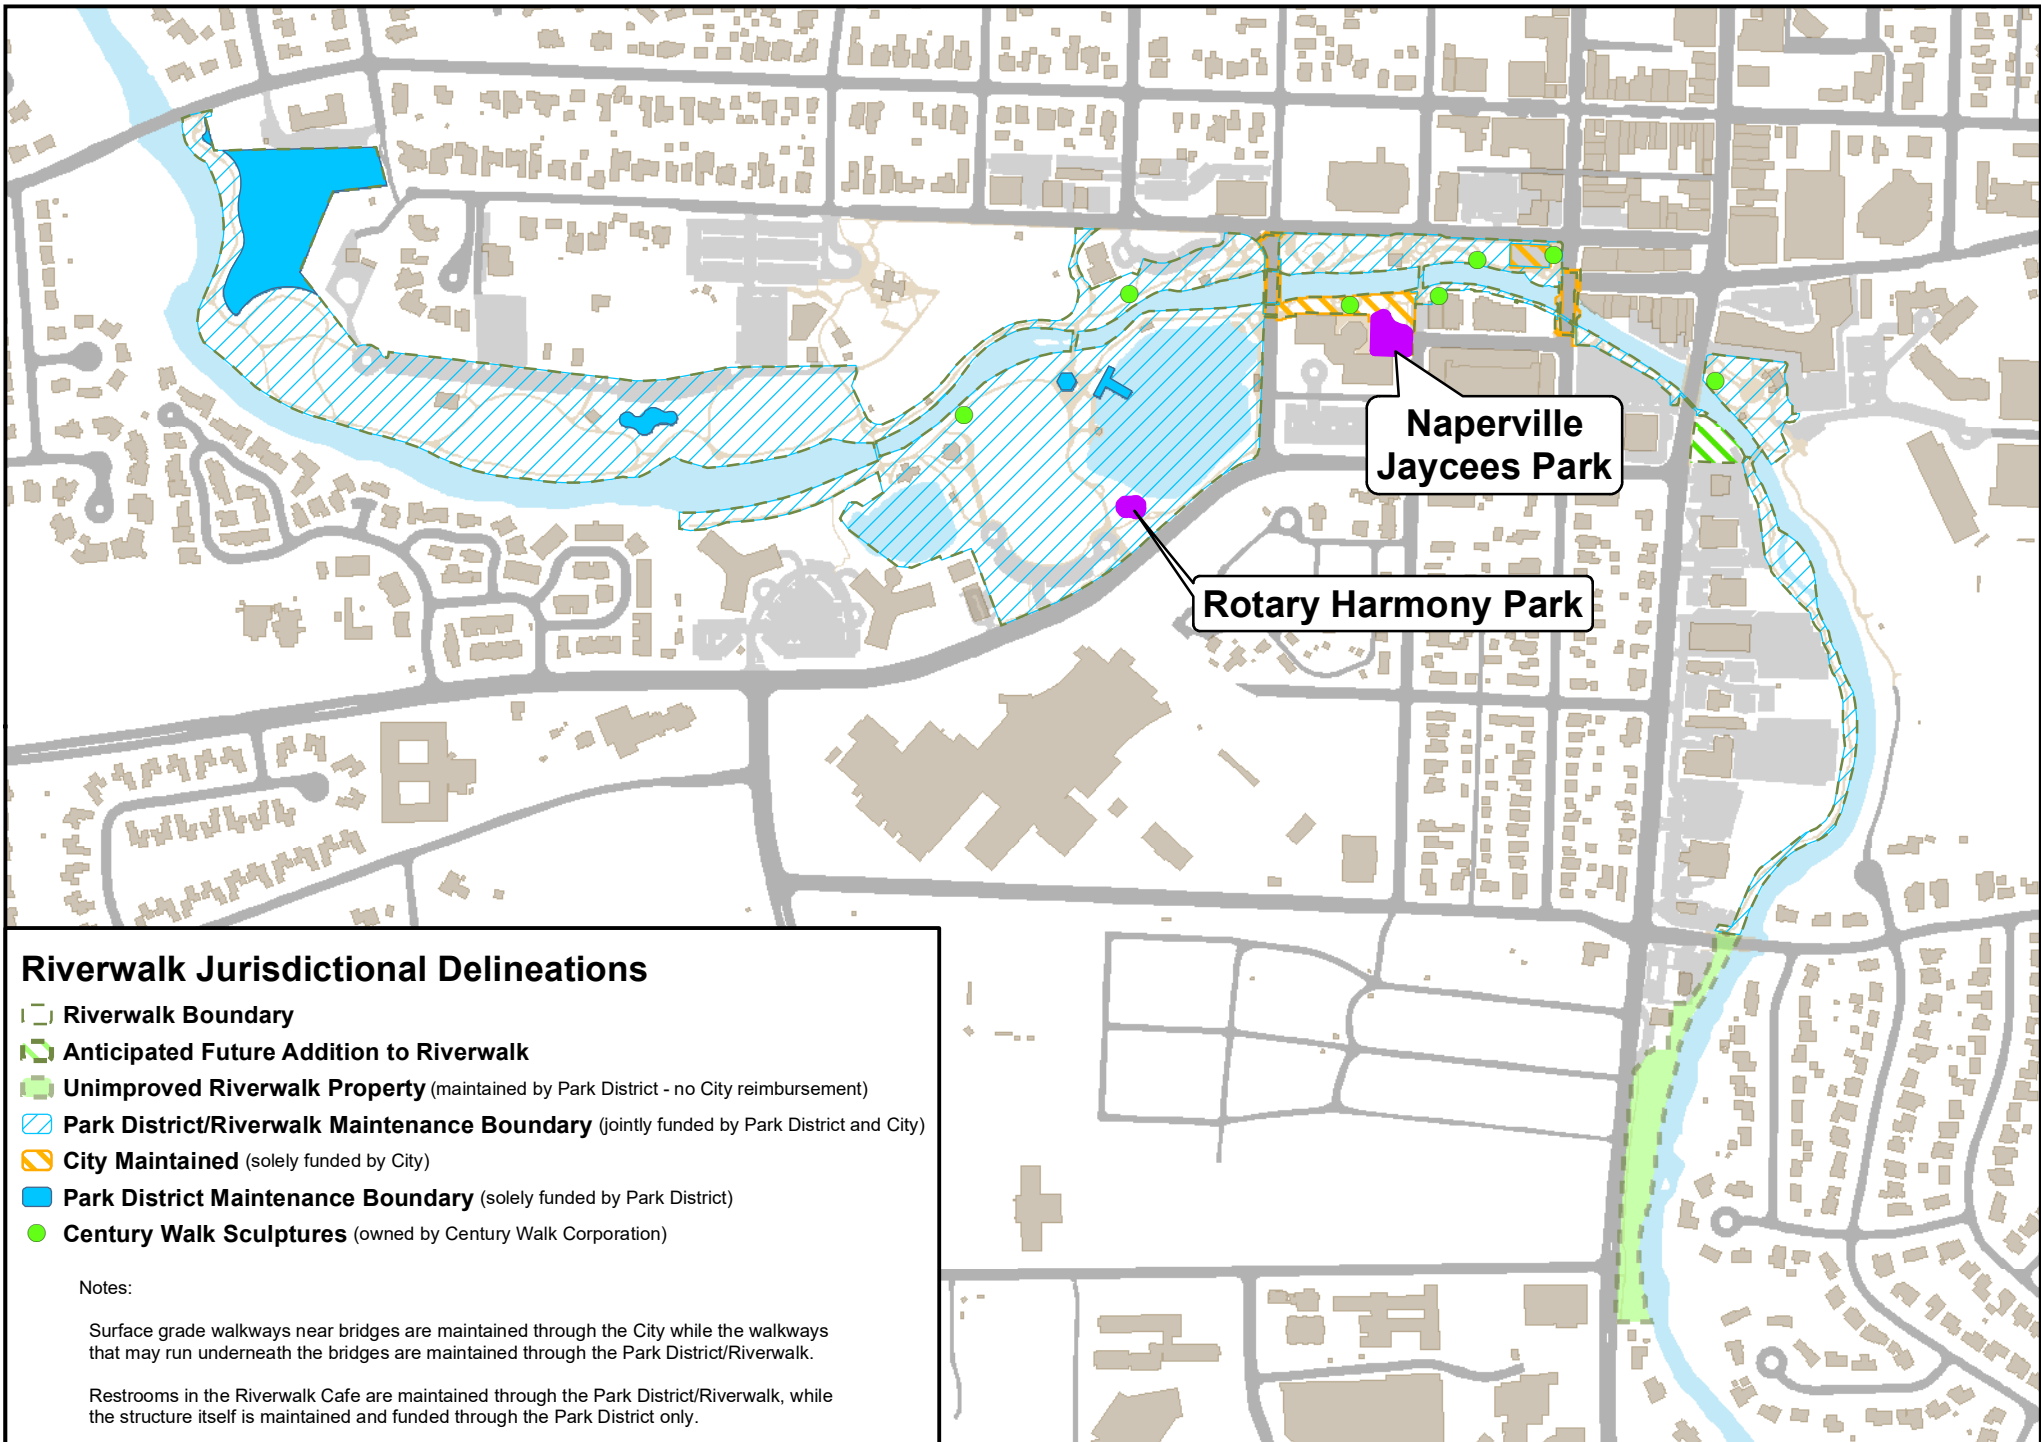 Naperville
Jaycees Park
Rotary Harmony Park
Riverwalk Jurisdictional Delineations
Riverwalk Boundary
Anticipated Future Addition to Riverwalk
Unimproved Riverwalk Property (maintained by Park District - no City reimbursement)
Park District/Riverwalk Maintenance Boundary (jointly funded by Park District and City)
City Maintained (solely funded by City)
Park District Maintenance Boundary (solely funded by Park District)
Century Walk Sculptures (owned by Century Walk Corporation)
Notes:
Surface grade walkways near bridges are maintained through the City while the walkways
that may run underneath the bridges are maintained through the Park District/Riverwalk.
Restrooms in the Riverwalk Cafe are maintained through the Park District/Riverwalk, while
the structure itself is maintained and funded through the Park District only.